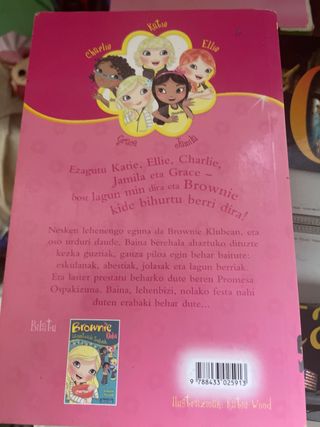 Katie
Charlie
Ellie
Grace
Jamila
Ezagutu Katie, Ellie, Charlie,
Jamila eta Grace –
bost lagun min dira eta Brownie
kide bihurtu berri dira!
Nesken lehenengo eguna da Brownie Klubean, eta
oso urduri daude. Baina berehala ahaztuko dituzte
kezka guztiak, ganza piloa egin behar baitute:
eskulanak, abestiak, jolasak eta lagun berriak.
Eta laster prestatu beharko dute beren Promesa
Ospakizuna. Baina, lehenbizi, nolako festa nahi
duten erabaki behar dute...
Brownie
9 788433 025913
Ilustrazioak: Katie Wood